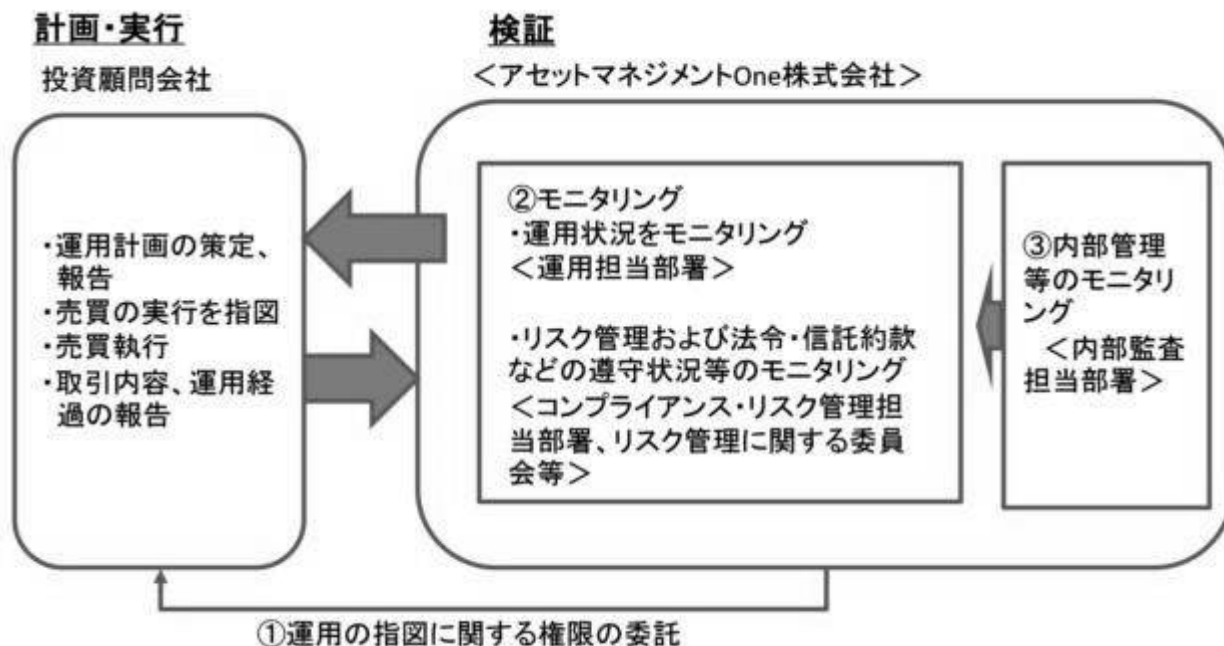 計画・実行
投資顧問会社
・運用計画の策定、
報告
・売買の実行を指図
・売買執行
・取引内容、運用経
過の報告
検証
＜アセットマネジメントOne株式会社＞
②モニタリング
・運用状況をモニタリング
＜運用担当部署＞
・リスク管理および法令・信託約款
などの遵守状況等のモニタリング
＜コンプライアンス・リスク管理担
当部署、リスク管理に関する委員
会等＞
③内部管理
等のモニタリ
ング
＜内部監査
担当部署＞
①運用の指図に関する権限の委託